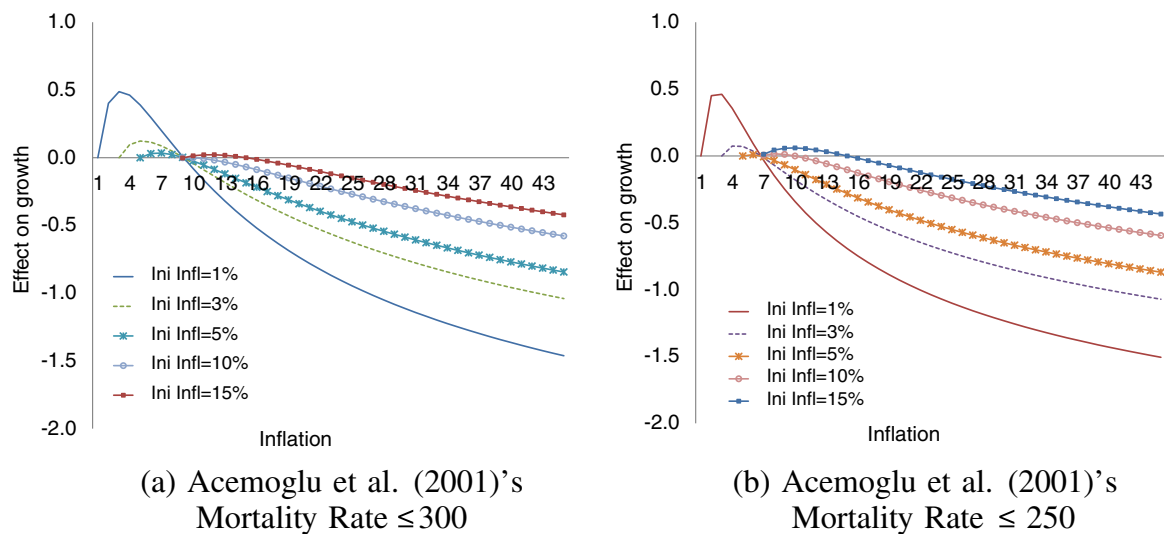 1.0
0.5
0.0
-0.5
-1.0
-1.5
-2.0
Effect on growth
1 4 7 10 13 16 19 22 25 28 31 34 37 40 43
Ini Infl=1%
Ini Infl=3%
Ini Infl=5%
Ini Infl=10%
Ini Infl=15%
Inflation
(a) Acemoglu et al. (2001)'s
Mortality Rate ≤300
1.0
0.5
0.0
-0.5
-1.0
-1.5
-2.0
Effect on growth
1 4 7 10 13 16 19 22 25 28 31 34 37 40 43
Ini Infl=1%
Ini Infl=3%
Ini Infl=5%
Ini Infl=10%
Ini Infl=15%
Inflation
(b) Acemoglu et al. (2001)'s
Mortality Rate ≤ 250